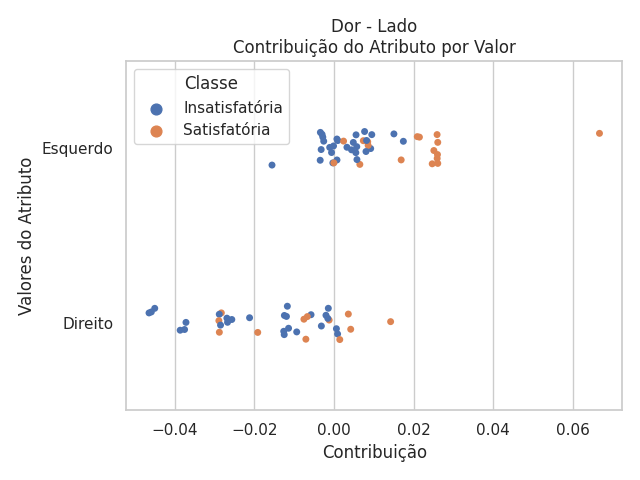 Dor - Lado
Contribuição do Atributo por Valor
Classe
Insatisfatória
Satisfatória
Esquerdo
Direito
Valores do Atributo
−0.04 −0.02 0.00 0.02 0.04 0.06
Contribuição